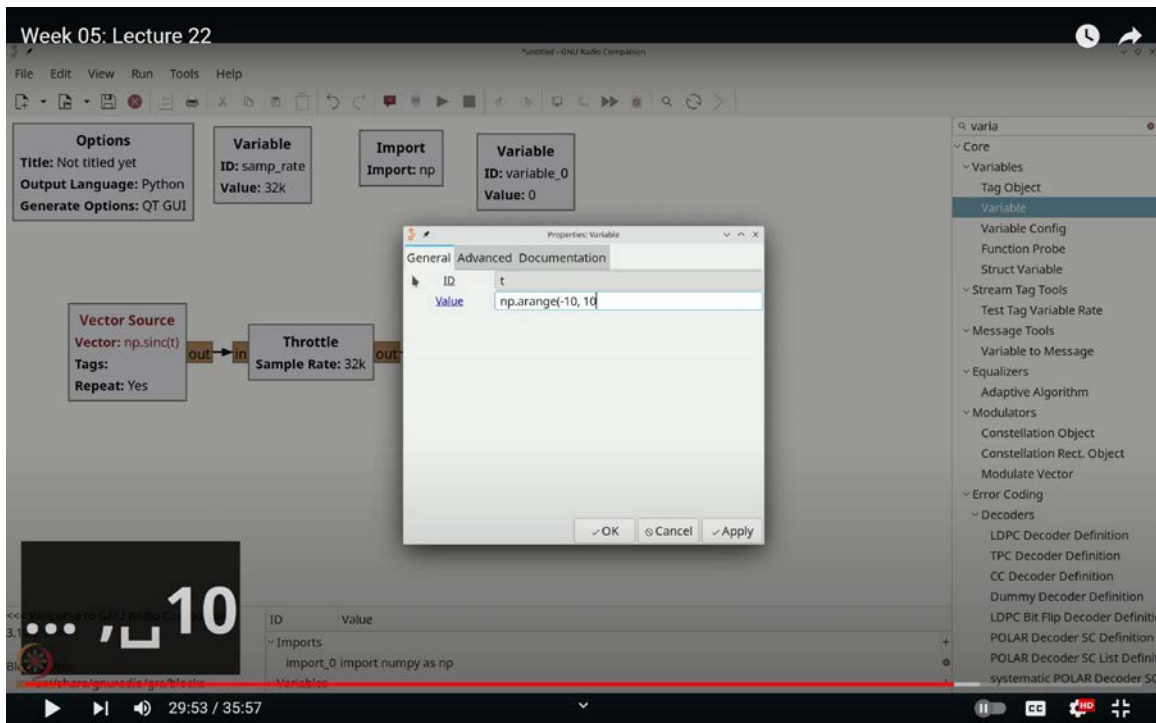 Week 05: Lecture 22
*untitled - GNU Radio Companion
File Edit View Run Tools Help
Options
Title: Not titled yet
Output Language: Python
Generate Options: QT GUI
Variable
ID: samp_rate
Value: 32k
Import
Import: np
Variable
ID: variable_0
Value: 0
varia
Core
Variables
Tag Object
Variable
Variable Config
Function Probe
Struct Variable
Stream Tag Tools
Test Tag Variable Rate
Message Tools
Variable to Message
Equalizers
Adaptive Algorithm
Modulators
Constellation Object
Constellation Rect. Object
Modulate Vector
Error Coding
Decoders
LDPC Decoder Definition
TPC Decoder Definition
CC Decoder Definition
Dummy Decoder Definition
LDPC Bit Flip Decoder Definiti
POLAR Decoder SC Definition
POLAR Decoder SC List Defini
systematic POLAR Decoder SC
Properties: Variable
General Advanced Documentation
ID t
Value np.arange(-10, 10
OK Cancel Apply
Vector Source
Vector: np.sinc(t)
Tags:
Repeat: Yes
out
in
Throttle
Sample Rate: 32k
out
... ,␣10
ID Value
Imports
import_0 import numpy as np
Variables
29:53 / 35:57
CC
HD